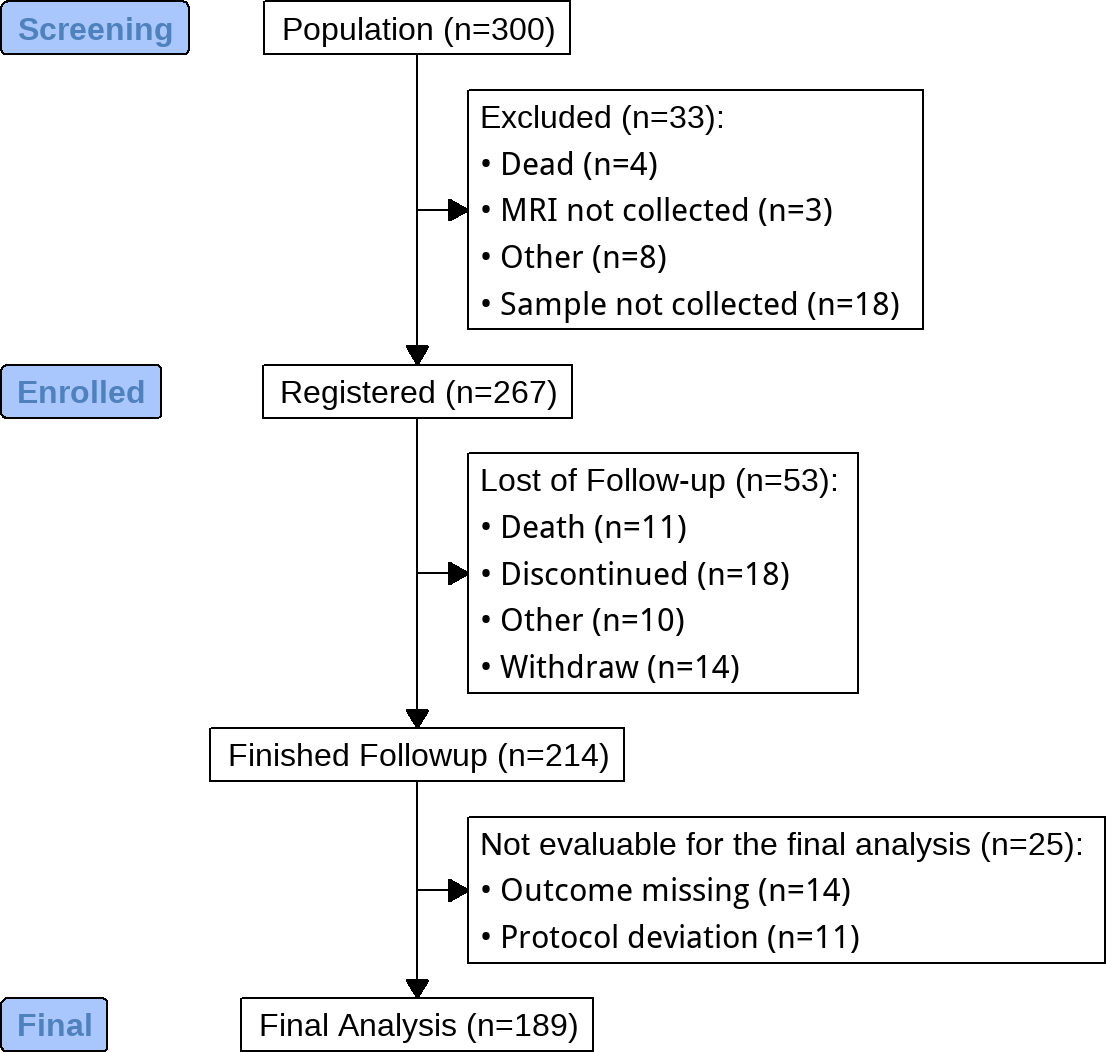 Screening
Population (n=300)
Excluded (n=33):
• Dead (n=4)
• MRI not collected (n=3)
• Other (n=8)
• Sample not collected (n=18)
Enrolled
Registered (n=267)
Lost of Follow-up (n=53):
• Death (n=11)
• Discontinued (n=18)
• Other (n=10)
• Withdraw (n=14)
Finished Followup (n=214)
Not evaluable for the final analysis (n=25):
• Outcome missing (n=14)
• Protocol deviation (n=11)
Final
Final Analysis (n=189)